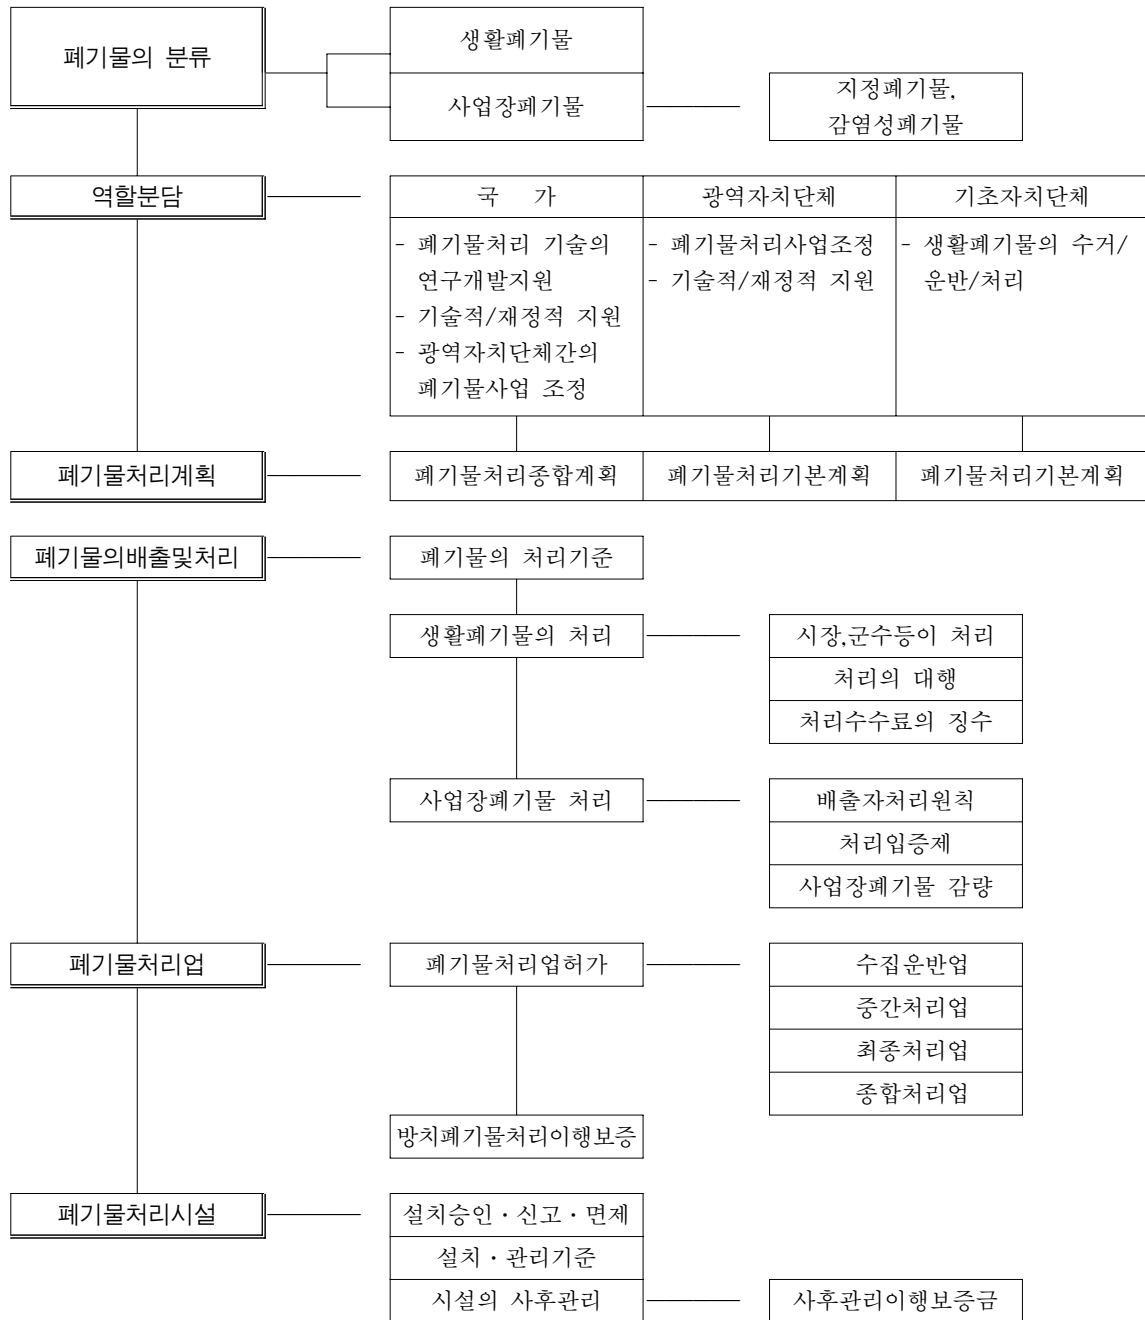 폐기물의 분류
생활폐기물
사업장폐기물
지정폐기물,
감염성폐기물
역할분담
국 가
광역자치단체
기초자치단체
- 폐기물처리 기술의
연구개발지원
- 기술적/재정적 지원
- 광역자치단체간의
폐기물사업 조정
- 폐기물처리사업조정
- 기술적/재정적 지원
- 생활폐기물의 수거/
운반/처리
폐기물처리계획
폐기물처리종합계획
폐기물처리기본계획
폐기물처리기본계획
폐기물의배출및처리
폐기물의 처리기준
생활폐기물의 처리
시장,군수등이 처리
처리의 대행
처리수수료의 징수
사업장폐기물 처리
배출자처리원칙
처리입증제
사업장폐기물 감량
폐기물처리업
폐기물처리업허가
수집운반업
중간처리업
최종처리업
종합처리업
방치폐기물처리이행보증
폐기물처리시설
설치승인·신고·면제
설치·관리기준
시설의 사후관리
사후관리이행보증금